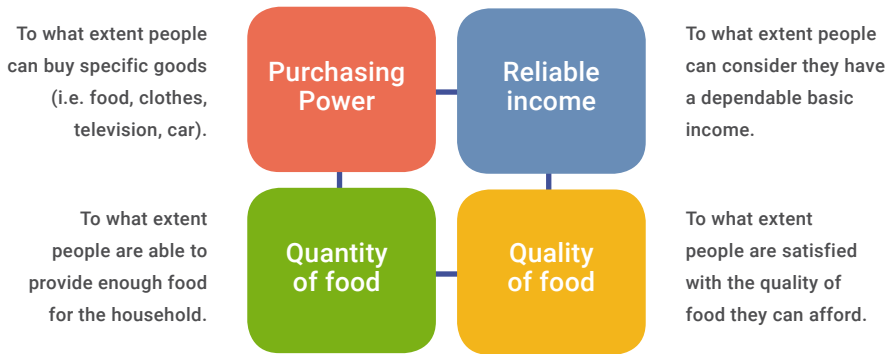 To what extent people
can buy specific goods
(i.e. food, clothes,
television, car).
Purchasing
Power
Reliable
income
To what extent people
can consider they have
a dependable basic
income.
To what extent
people are able to
provide enough food
for the household.
Quantity
of food
Quality
of food
To what extent
people are satisfied
with the quality of
food they can afford.